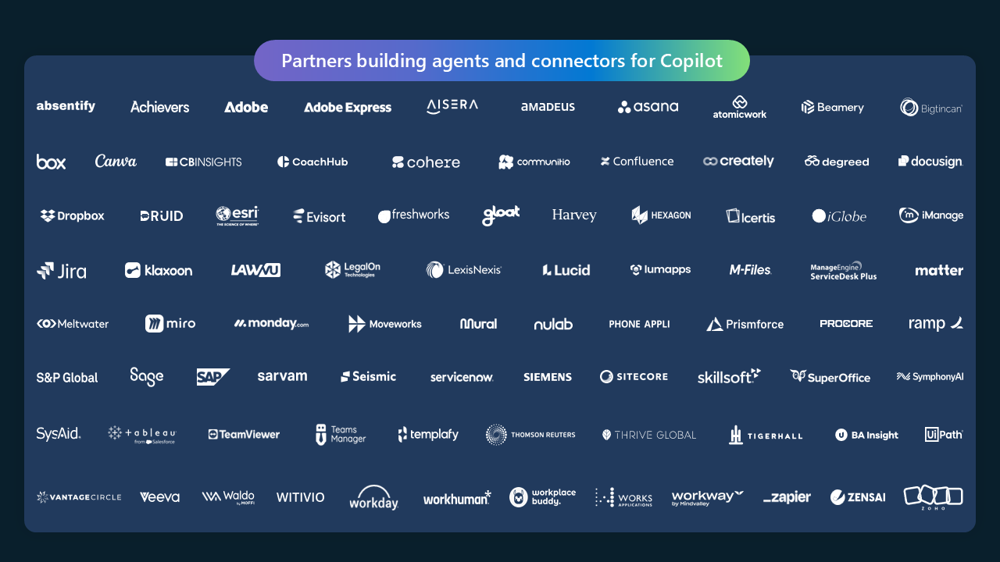 Partners building agents and connectors for Copilot
absentify Achievers Adobe Adobe Express AISERA amadeus asana atomicwork Beamery Bigtincan
box Canva CBINSIGHTS CoachHub cohere communitio Confluence creately degreed docusign
Dropbox DRUID esri THE SCIENCE OF WHERE® Evisort freshworks gloat Harvey HEXAGON Icertis iGlobe iManage
Jira klaxoon LAWVU LegalOn Technologies LexisNexis® Lucid lumapps M-Files ManageEngine ServiceDesk Plus matter
Meltwater miro monday.com Moveworks Mural nulab PHONE APPLI Prismforce PROCORE ramp
S&P Global Sage SAP sarvam Seismic servicenow SIEMENS SITECORE skillsoft SuperOffice SymphonyAI
SysAid +ableau from Salesforce TeamViewer Teams Manager templafy THOMSON REUTERS THRIVE GLOBAL TIGERHALL BA Insight UiPath
VANTAGECIRCLE Veeva Waldo by MOFFI WITIVIO workday workhuman workplace buddy. WORKS APPLICATIONS workway by Mindvalley _zapier ZENSAI ZOHO